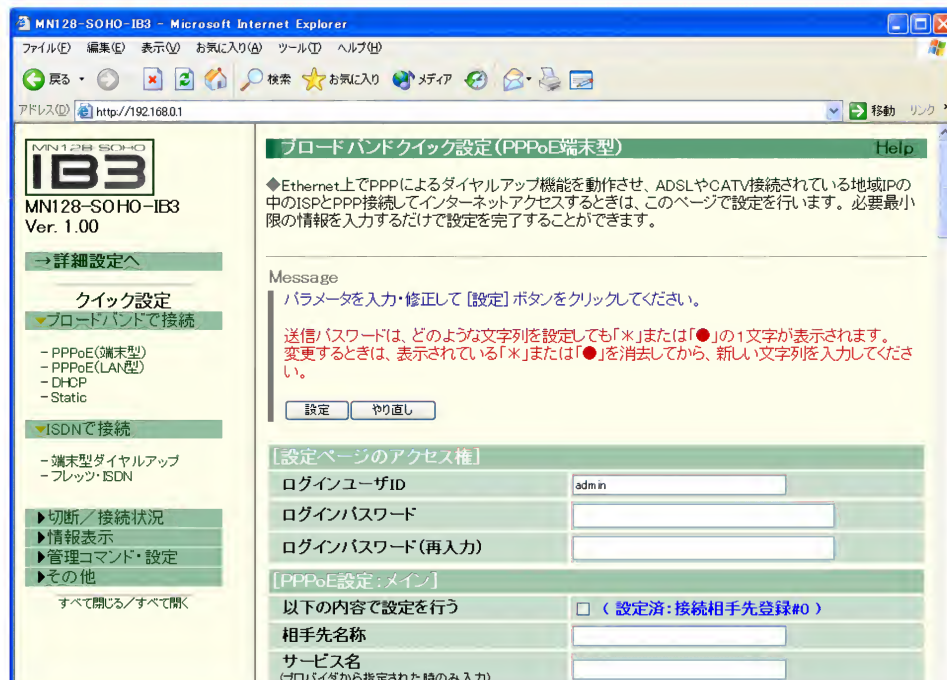 MN128-SOHO-IB3 - Microsoft Internet Explorer
ファイル(F) 編集(E) 表示(V) お気に入り(A) ツール(T) ヘルプ(H)
戻る 検索 お気に入り メディア
アドレス(D) http://192.168.0.1 移動 リンク
MN128-SOHO
IB3
MN128-SOHO-IB3
Ver. 1.00
→詳細設定へ
クイック設定
ブロードバンドで接続
- PPPoE(端末型)
- PPPoE(LAN型)
- DHCP
- Static
ISDNで接続
- 端末型ダイヤルアップ
- フレッツ・ISDN
▶切断／接続状況
▶情報表示
▶管理コマンド・設定
▶その他
すべて閉じる／すべて開く
ブロードバンドクイック設定(PPPoE端末型) Help
◆Ethernet上でPPPによるダイヤルアップ機能を動作させ、ADSLやCATV接続されている地域IPの
中のISPとPPP接続してインターネットアクセスするときは、このページで設定を行います。必要最小
限の情報を入力するだけで設定を完了することができます。
Message
パラメータを入力・修正して [設定] ボタンをクリックしてください。
送信パスワードは、どのような文字列を設定しても「＊」または「●」の1文字が表示されます。
変更するときは、表示されている「＊」または「●」を消去してから、新しい文字列を入力してくださ
い。
設定 やり直し
[設定ページのアクセス権]
ログインユーザID admin
ログインパスワード
ログインパスワード(再入力)
[PPPoE設定:メイン]
以下の内容で設定を行う ( 設定済:接続相手先登録#0 )
相手先名称
サービス名
(プロバイダから指定された時のみ入力)